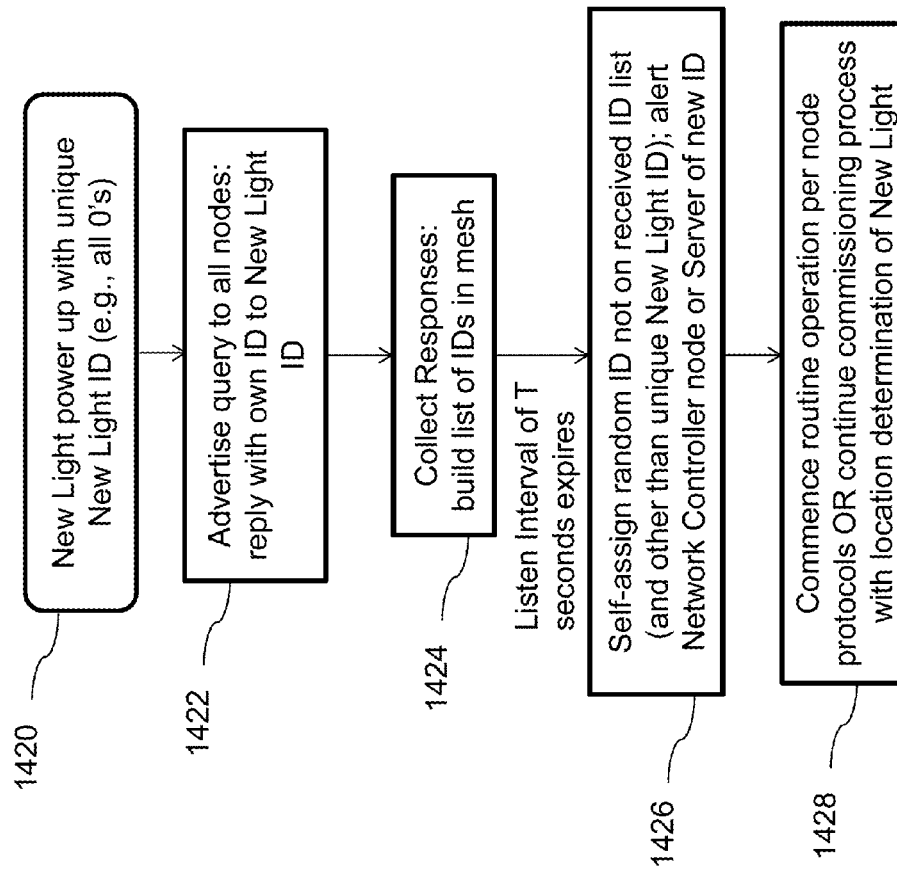 1420
New Light power up with unique
New Light ID (e.g., all 0's)
1422
Advertise query to all nodes:
reply with own ID to New Light
ID
1424
Collect Responses:
build list of IDs in mesh
Listen Interval of T
seconds expires
1426
Self-assign random ID not on received ID list
(and other than unique New Light ID); alert
Network Controller node or Server of new ID
1428
Commence routine operation per node
protocols OR continue commissioning process
with location determination of New Light